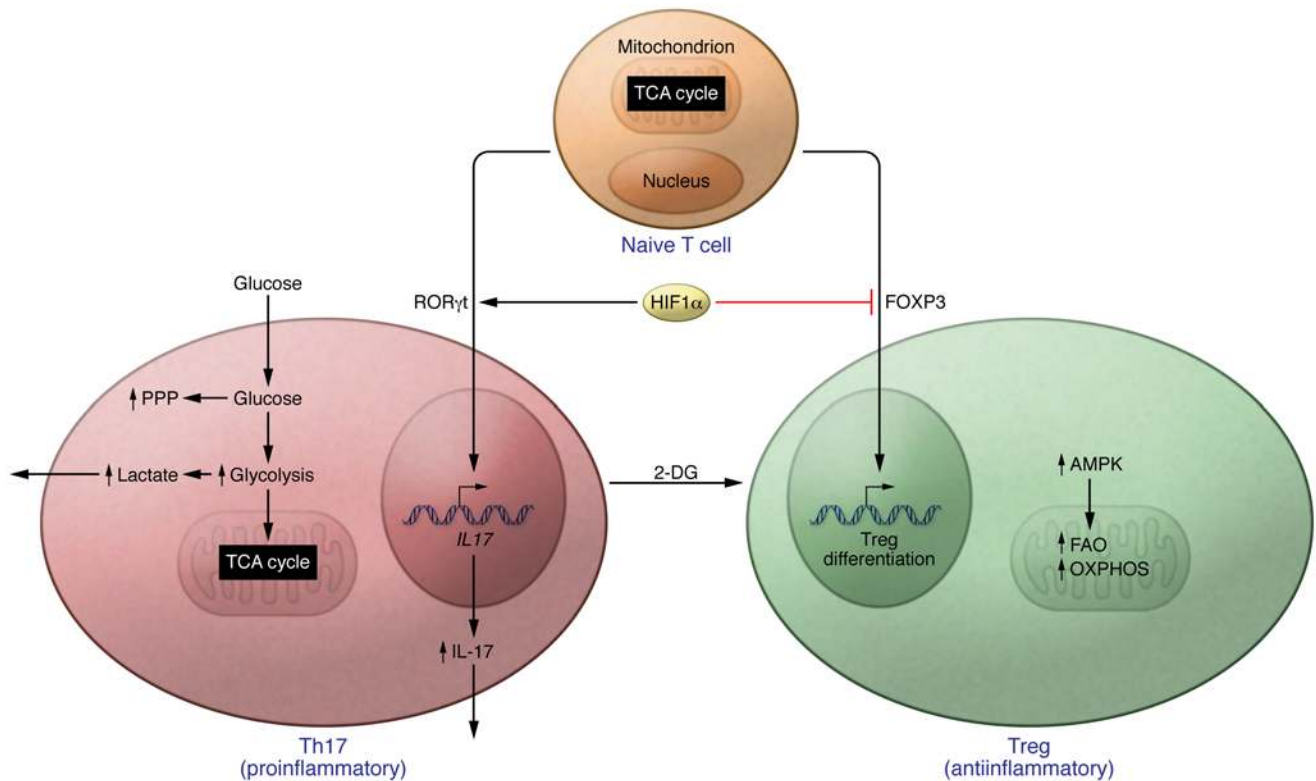 Mitochondrion
TCA cycle
Nucleus
Naive T cell
Glucose
RORγt
HIF1α
FOXP3
PPP
Glucose
Lactate
Glycolysis
2-DG
AMPK
IL17
Treg
differentiation
FAO
OXPHOS
TCA cycle
IL-17
Th17
(proinflammatory)
Treg
(antiinflammatory)